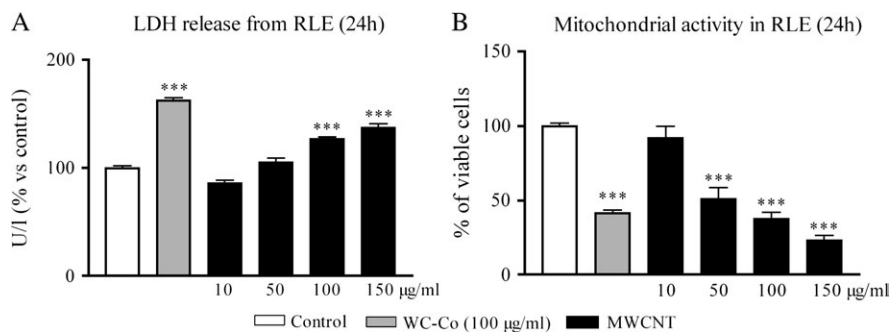 A
LDH release from RLE (24h)
U/l (% vs control)
200
100
0
***
***
***
10 50 100 150 µg/ml
B
Mitochondrial activity in RLE (24h)
% of viable cells
150
100
50
0
***
***
***
***
10 50 100 150 µg/ml
Control WC-Co (100 µg/ml) MWCNT